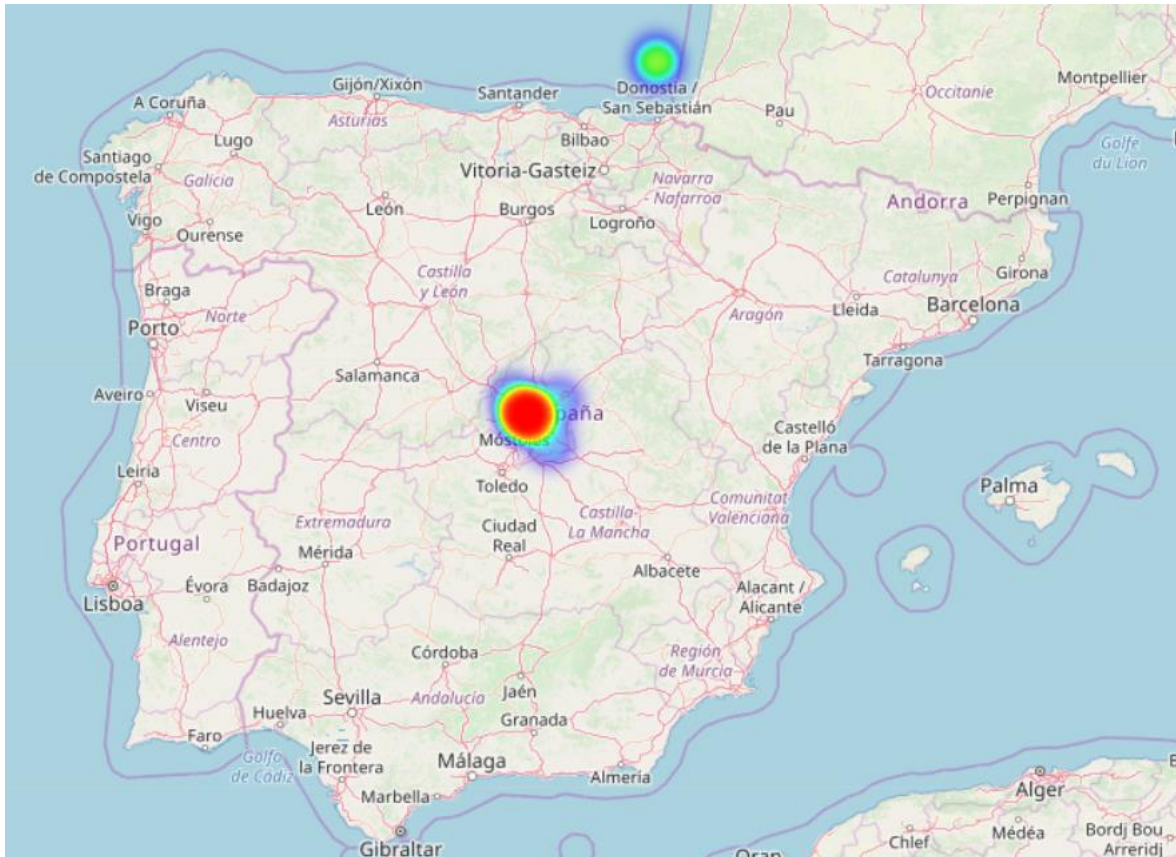 Montpellier
Gijón/Xixón
Santander
Donostia /
San Sebastián
Occitanie
A Coruña
Pau
Asturias
Bilbao
Lugo
Golfe
du Lion
Santiago
de Compostela
Vitoria-Gasteiz
Galicia
Navarra
Nafarroa
León
Burgos
Logroño
Andorra
Perpignan
Vigo
Ourense
Girona
Castilla
y León
Catalunya
Braga
Norte
Aragón
Lleida
Barcelona
Porto
Tarragona
Salamanca
Aveiro
Viseu
paña
Centro
Móstoles
Castelló
de la Plana
Leiria
Toledo
Palma
Extremadura
Castilla-
La Mancha
Comunitat
Valenciana
Portugal
Ciudad
Real
Mérida
Albacete
Évora
Badajoz
Lisboa
Alacant /
Alicante
Alentejo
Córdoba
Región
de Murcia
Sevilla
Andalucía
Jaén
Huelva
Granada
Faro
Golfo
de Cádiz
Jerez de
la Frontera
Málaga
Almería
Marbella
Alger
Gibraltar
Oran
Chlef
Médéa
Bordj Bou
Arreridj